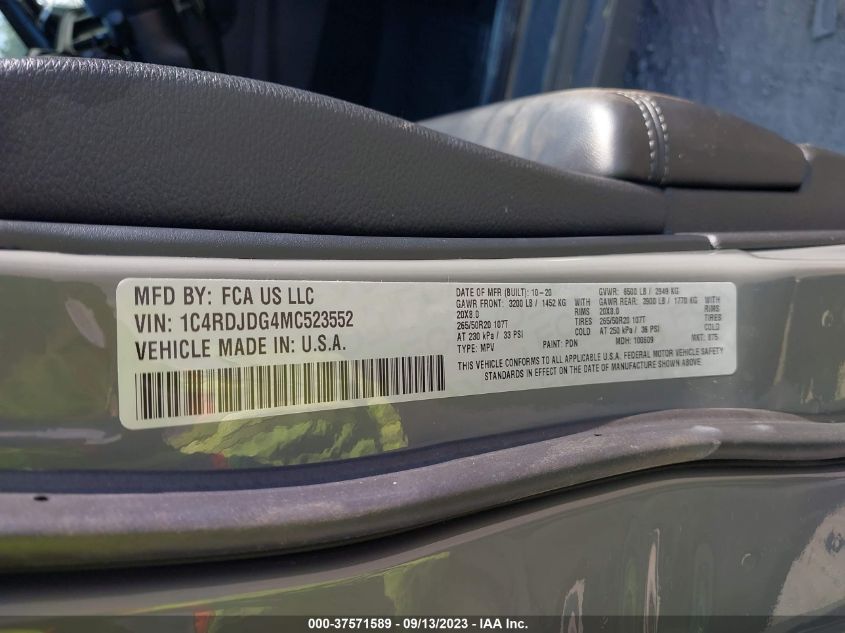 MFD BY: FCA US LLC
VIN: 1C4RDJDG4MC523552
VEHICLE MADE IN: U.S.A.
DATE OF MFR (BUILT): 10-20 GVWR: 6500 LB / 2949 KG
GAWR FRONT: 3200 LB / 1452 KG WITH GAWR REAR: 3900 LB / 1770 KG WITH
20X8.0 RIMS 20X8.0 RIMS
265/50R20 107T TIRES 265/50R20 107T TIRES
AT 230 kPa / 33 PSI AT 250 kPa / 36 PSI
TYPE: MPV PAINT: PDN MDH: 100809 MAT: 875
THIS VEHICLE CONFORMS TO ALL APPLICABLE U.S.A. FEDERAL MOTOR VEHICLE SAFETY
STANDARDS IN EFFECT ON THE DATE OF MANUFACTURE SHOWN ABOVE.
000-37571589 - 09/13/2023 - IAA Inc.